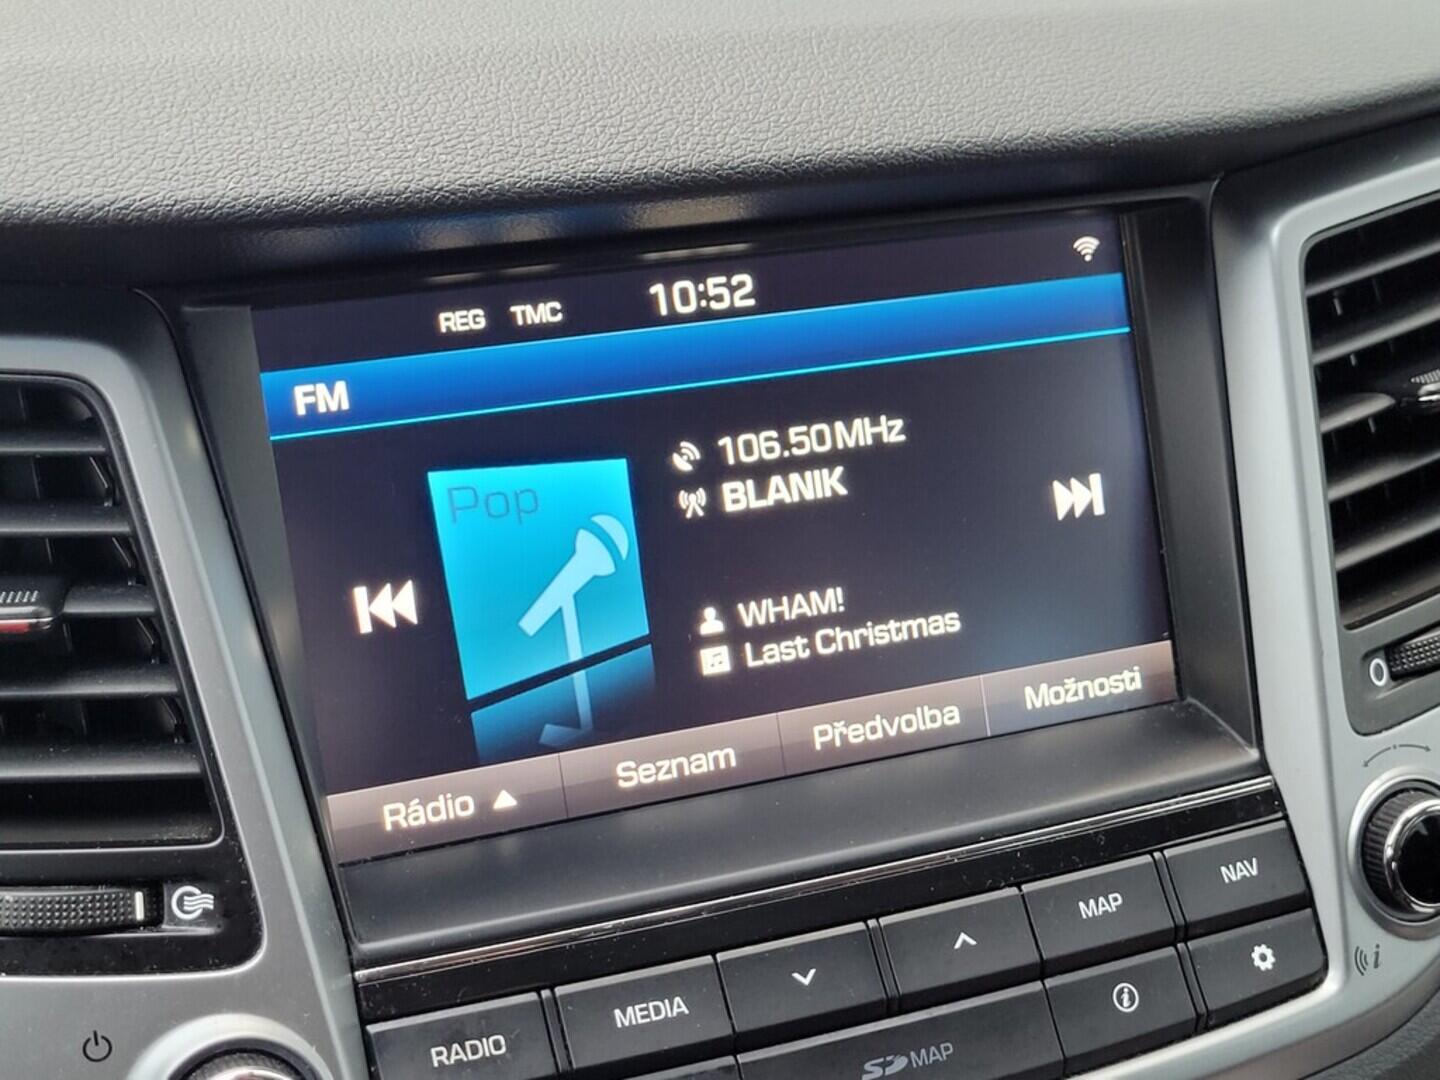 REG TMC 10:52
FM
Pop
106.50MHz
BLANIK
WHAM!
Last Christmas
Rádio ▲ Seznam Předvolba Možnosti
RADIO MEDIA MAP NAV
SD MAP